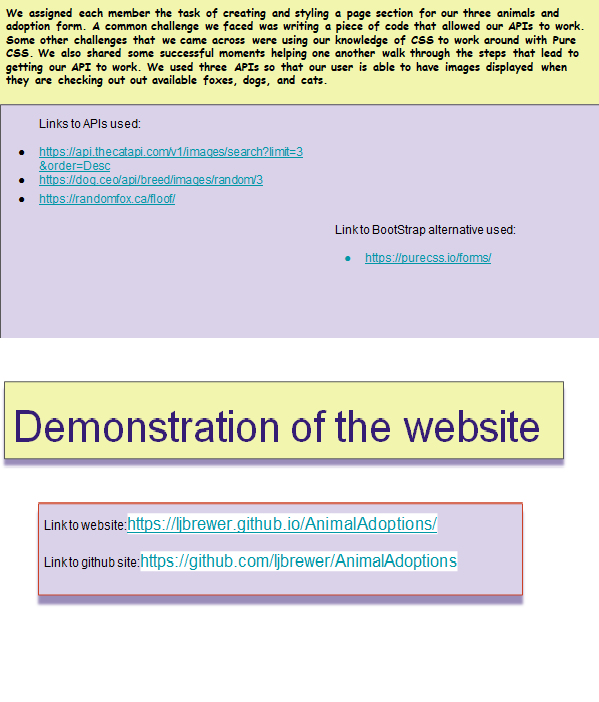 We assigned each member the task of creating and styling a page section for our three animals and
adoption form. A common challenge we faced was writing a piece of code that allowed our APIs to work.
Some other challenges that we came across were using our knowledge of CSS to work around with Pure
CSS. We also shared some successful moments helping one another walk through the steps that lead to
getting our API to work. We used three APIs so that our user is able to have images displayed when
they are checking out out available foxes, dogs, and cats.
Links to APIs used:
● https://api.thecatapi.com/v1/images/search?limit=3
&order=Desc
● https://dog.ceo/api/breed/images/random/3
● https://randomfox.ca/floof/
Link to BootStrap alternative used:
● https://purecss.io/forms/
Demonstration of the website
Link to website:https://ljbrewer.github.io/AnimalAdoptions/
Link to github site:https://github.com/ljbrewer/AnimalAdoptions